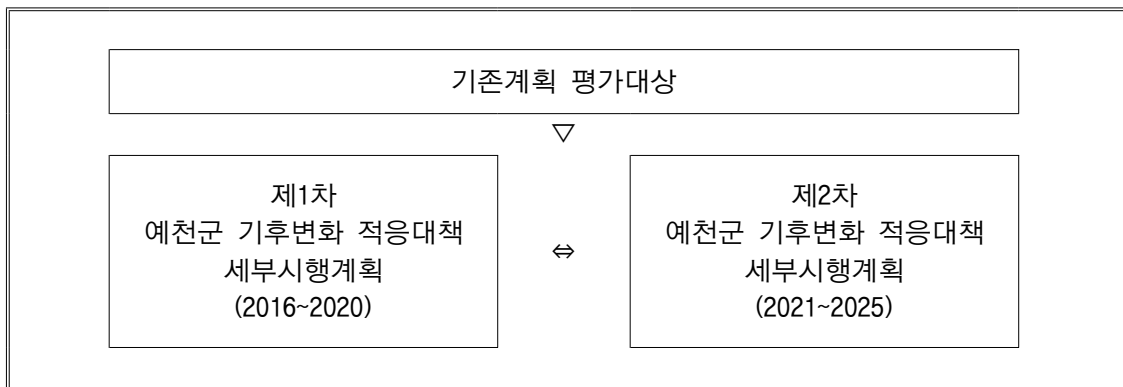 기존계획 평가대상
▽
제1차
예천군 기후변화 적응대책
세부시행계획
(2016~2020)
⇔
제2차
예천군 기후변화 적응대책
세부시행계획
(2021~2025)